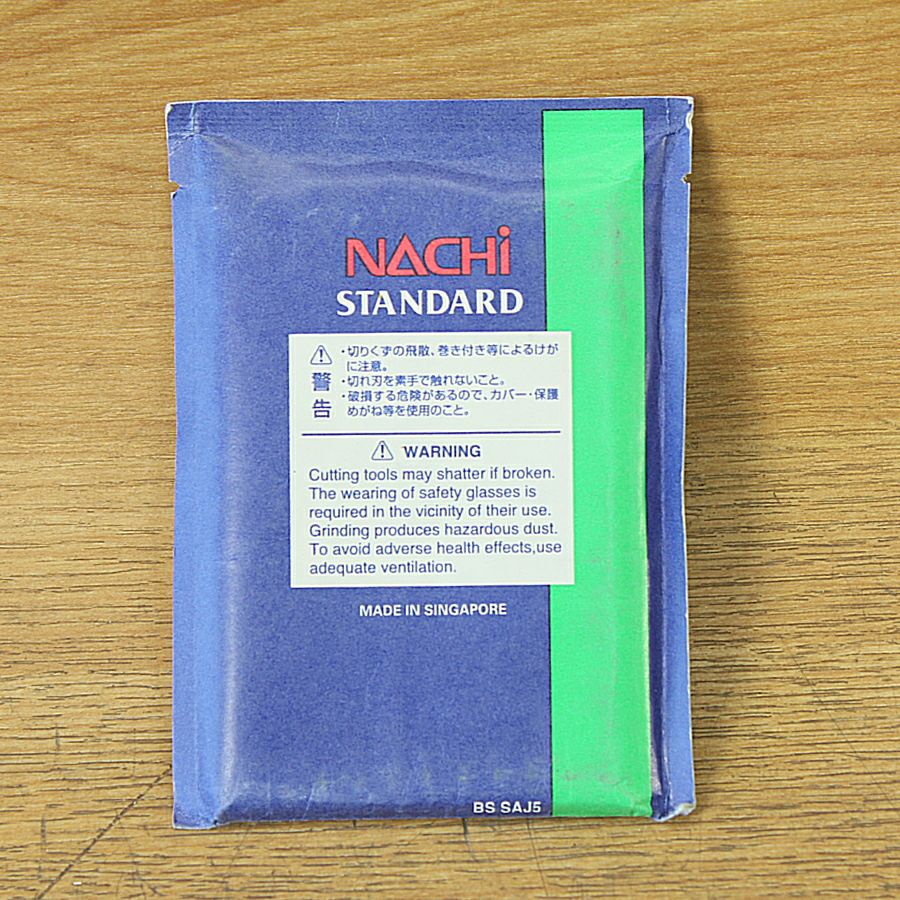 NACHi
STANDARD
・切りくずの飛散、巻き付き等によるけが
に注意。
警
・切れ刃を素手で触れないこと。
・破損する危険があるので、カバー・保護
告
めがね等を使用のこと。
WARNING
Cutting tools may shatter if broken.
The wearing of safety glasses is
required in the vicinity of their use.
Grinding produces hazardous dust.
To avoid adverse health effects,use
adequate ventilation.
MADE IN SINGAPORE
BS SAJ5